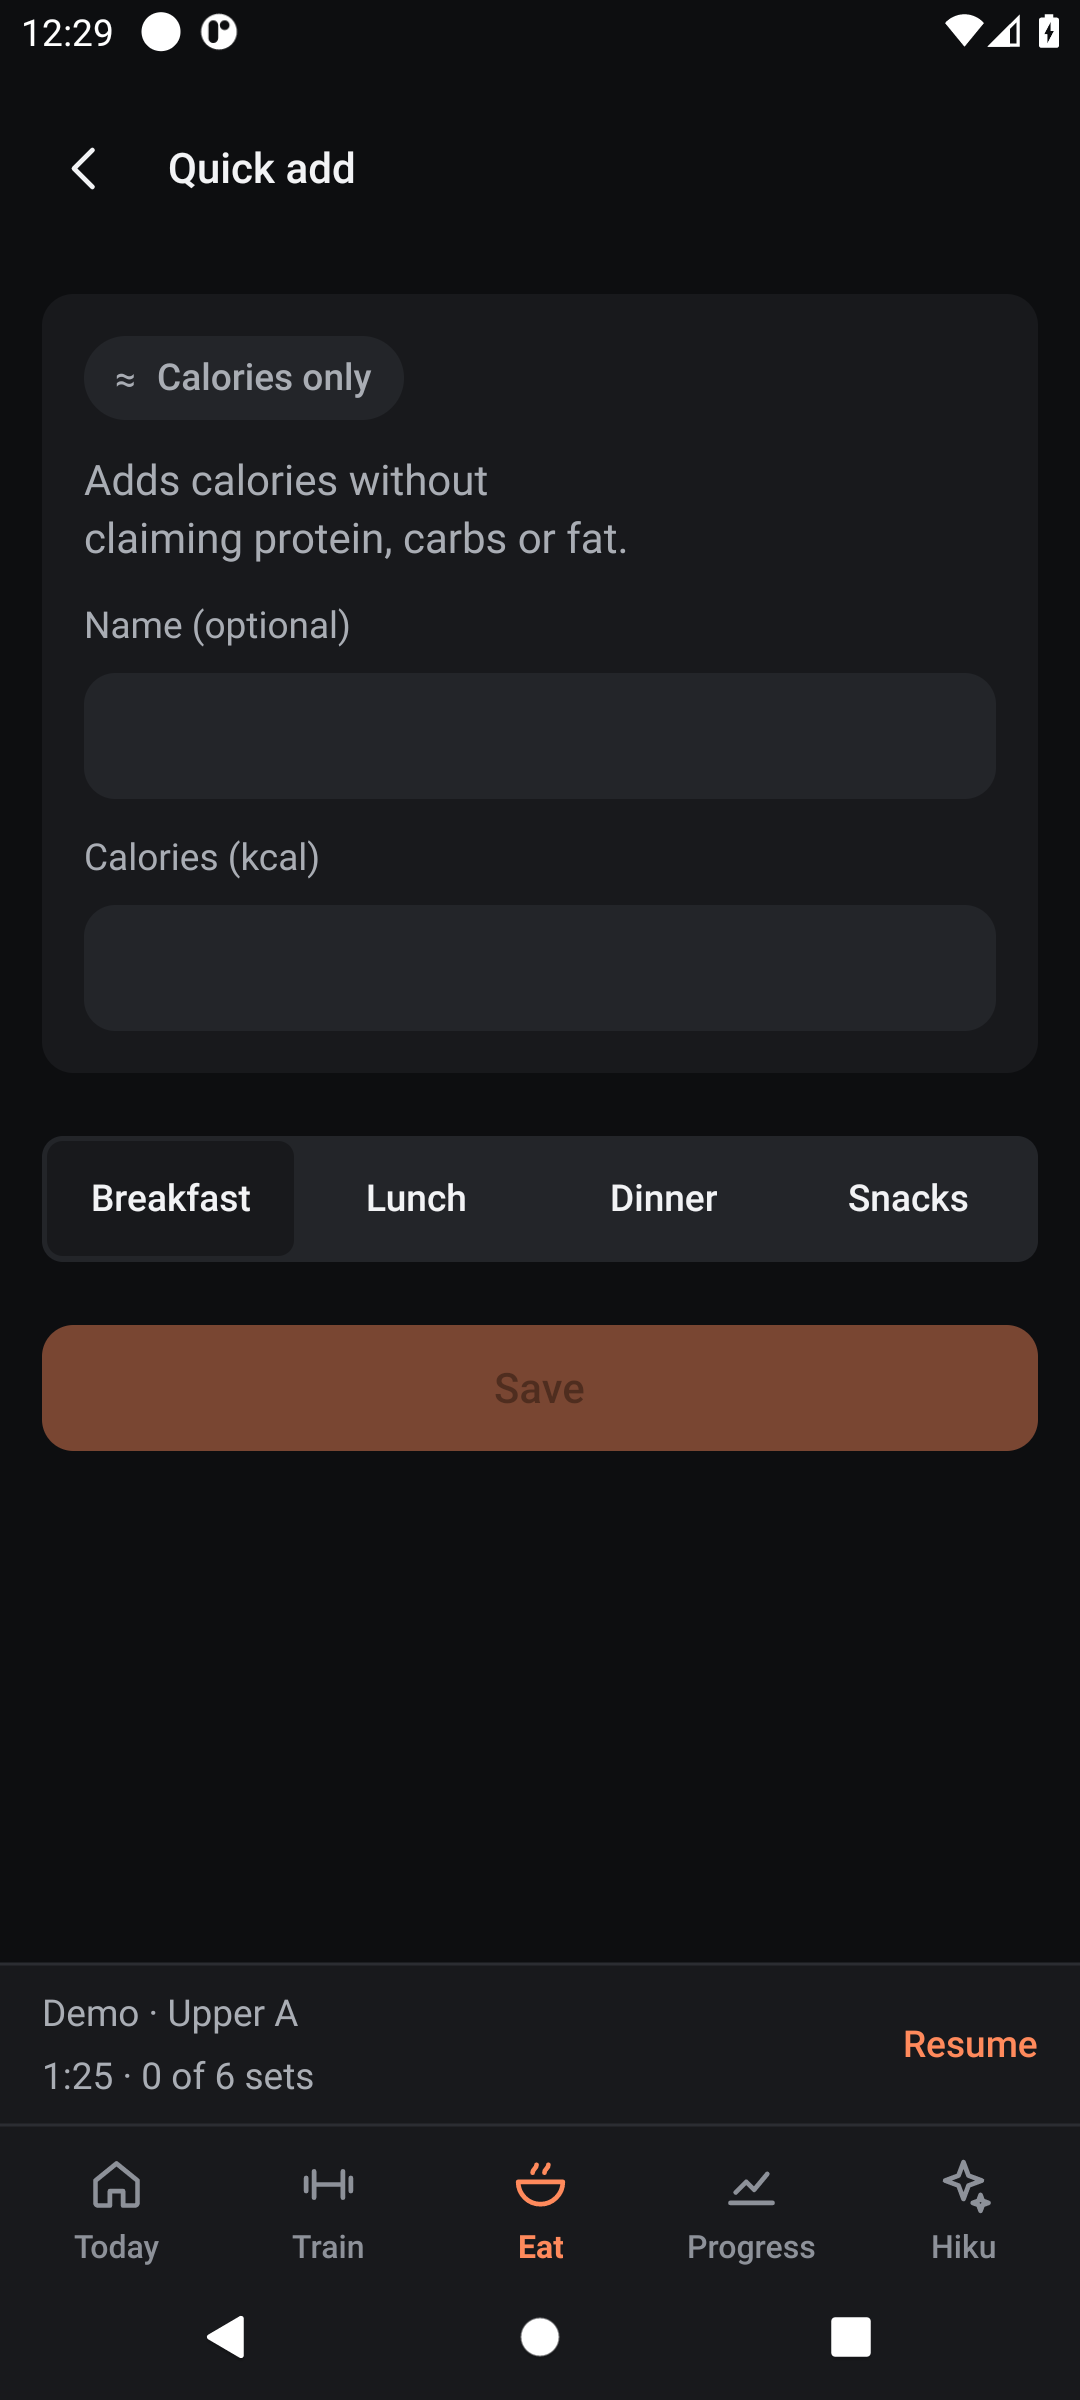 12:29
Quick add
≈ Calories only
Adds calories without
claiming protein, carbs or fat.
Name (optional)
Calories (kcal)
Breakfast Lunch Dinner Snacks
Save
Demo · Upper A
1:25 · 0 of 6 sets
Resume
Today Train Eat Progress Hiku